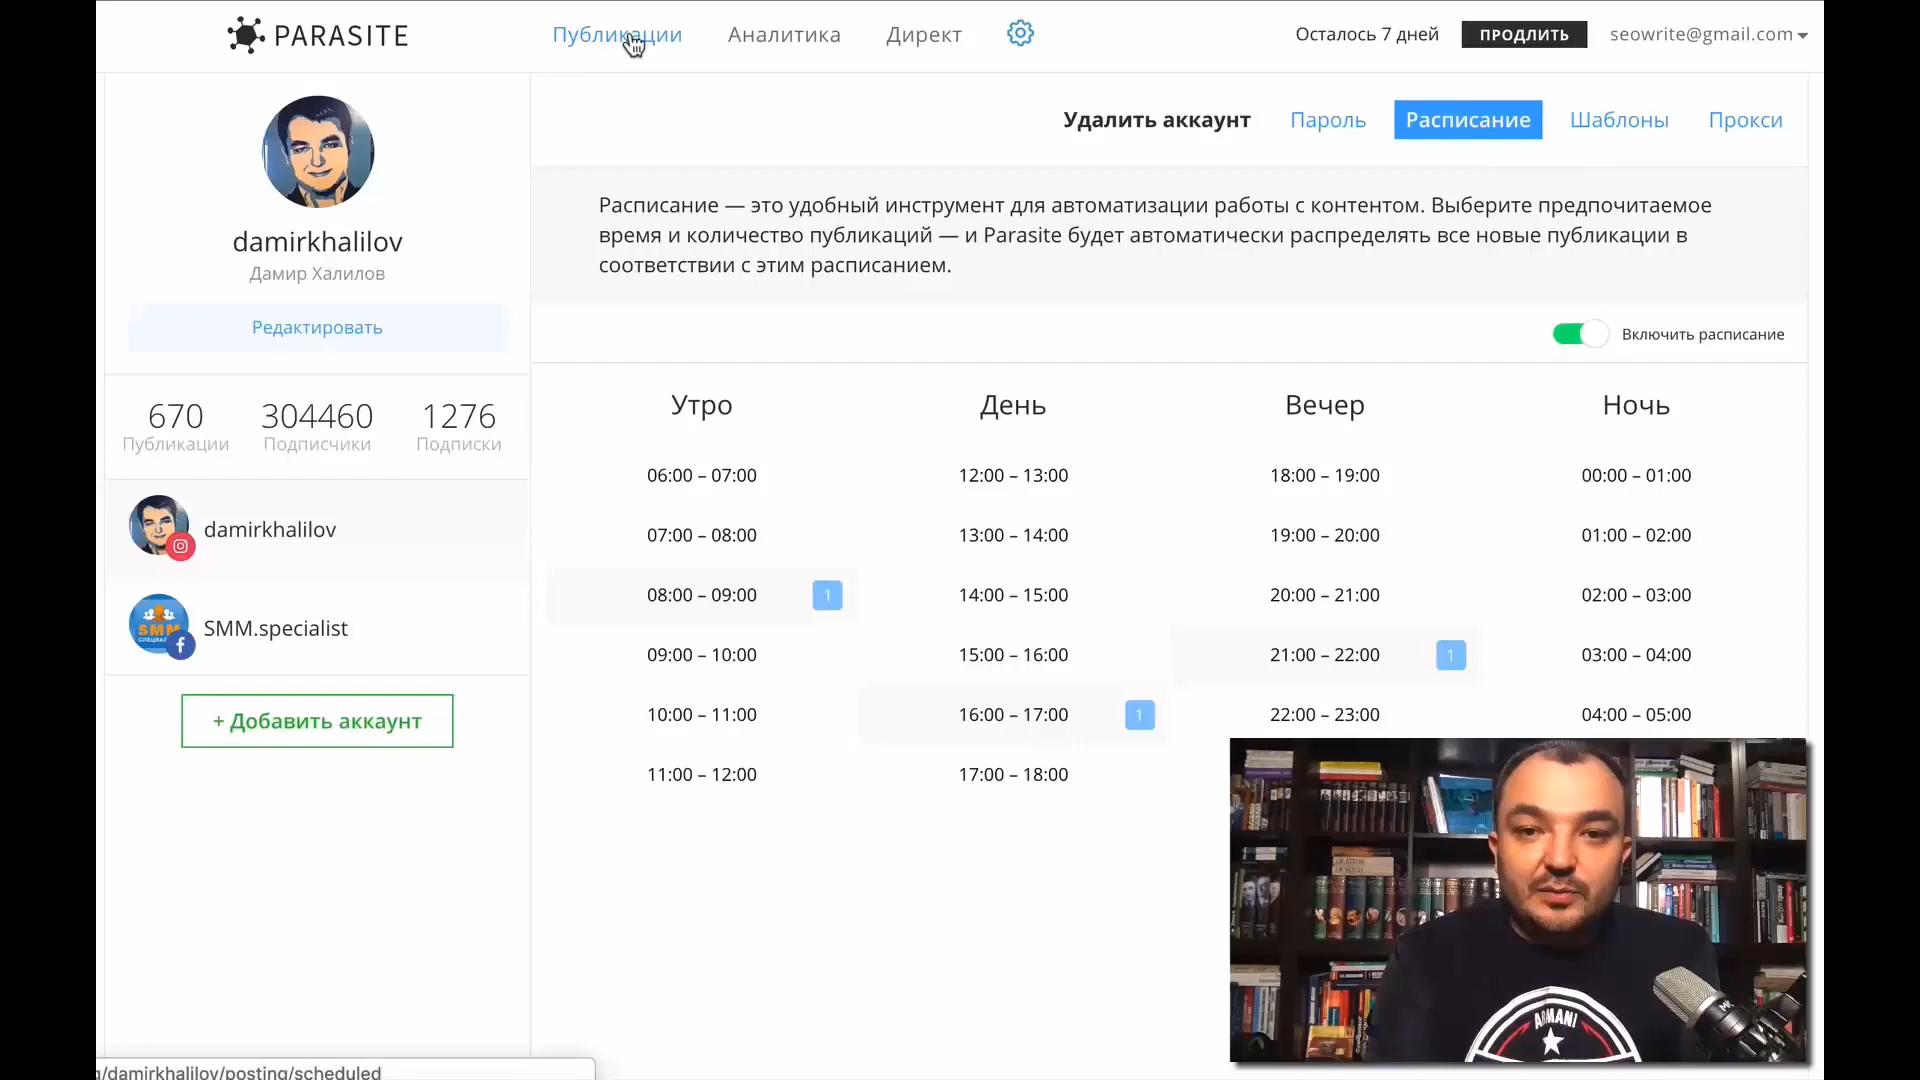 PARASITE
Публикации
Аналитика
Директ
Осталось 7 дней
ПРОДЛИТЬ
seowrite@gmail.com
damirkhalilov
Дамир Халилов
Редактировать
670
304460
1276
Публикации
Подписчики
Подписки
damirkhalilov
SMM
SMM.specialist
+ Добавить аккаунт
Удалить аккаунт
Пароль
Расписание
Шаблоны
Прокси
Расписание — это удобный инструмент для автоматизации работы с контентом. Выберите предпочитаемое
время и количество публикаций — и Parasite будет автоматически распределять все новые публикации в
соответствии с этим расписанием.
Включить расписание
Утро
День
Вечер
Ночь
06:00 – 07:00
12:00 – 13:00
18:00 – 19:00
00:00 – 01:00
07:00 – 08:00
13:00 – 14:00
19:00 – 20:00
01:00 – 02:00
08:00 – 09:00
1
14:00 – 15:00
20:00 – 21:00
02:00 – 03:00
09:00 – 10:00
15:00 – 16:00
21:00 – 22:00
1
03:00 – 04:00
10:00 – 11:00
16:00 – 17:00
1
22:00 – 23:00
04:00 – 05:00
11:00 – 12:00
17:00 – 18:00
ARMANI
/damirkhalilov/posting/scheduled